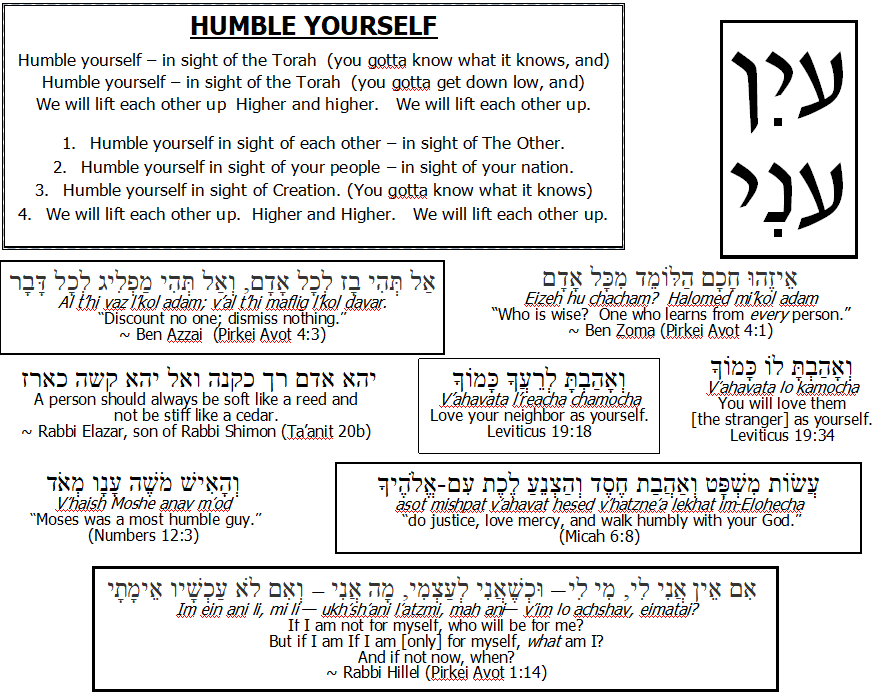 HUMBLE YOURSELF
Humble yourself – in sight of the Torah (you gotta know what it knows, and)
Humble yourself – in sight of the Torah (you gotta get down low, and)
We will lift each other up Higher and higher. We will lift each other up.
1. Humble yourself in sight of each other – in sight of The Other.
2. Humble yourself in sight of your people – in sight of your nation.
3. Humble yourself in sight of Creation. (You gotta know what it knows)
4. We will lift each other up. Higher and Higher. We will lift each other up.
עיִן
ענִי
אַל תְּהִי בָז לְכָל אָדָם, וְאַל תְּהִי מַפְלִיג לְכָל דָּבָר
Al t’hi vaz l’kol adam; v’al t’hi maflig l’kol davar.
“Discount no one; dismiss nothing.”
~ Ben Azzai (Pirkei Avot 4:3)
אֵיזֶהוּ חָכָם הַלּוֹמֵד מִכָּל אָדָם
Eizeh hu chacham? Halomed mi’kol adam
“Who is wise? One who learns from every person.”
~ Ben Zoma (Pirkei Avot 4:1)
יהא אדם רך כקנה ואל יהא קשה כארז
A person should always be soft like a reed and
not be stiff like a cedar.
~ Rabbi Elazar, son of Rabbi Shimon (Ta’anit 20b)
וְאָהַבְתָּ לְרֵעֲךָ כָּמוֹךָ
V’ahavata l’reacha chamocha
Love your neighbor as yourself.
Leviticus 19:18
וְאָהַבְתָּ לוֹ כָּמוֹךָ
V’ahavata lo kamocha
You will love them
[the stranger] as yourself.
Leviticus 19:34
וְהָאִישׁ מֹשֶׁה עָנָו מְאֹד
V’haish Moshe anav m’od
“Moses was a most humble guy.”
(Numbers 12:3)
עֲשׂוֹת מִשְׁפָּט וְאַהֲבַת חֶסֶד וְהַצְנֵעַ לֶכֶת עִם-אֱלֹהֶיךָ
asot mishpat v’ahavat hesed v’hatzne’a lekhat im-Elohecha
“do justice, love mercy, and walk humbly with your God.”
(Micah 6:8)
אִם אֵין אֲנִי לִי, מִי לִי– וּכְשֶׁאֲנִי לְעַצְמִי, מָה אֲנִי – וְאִם לֹא עַכְשָׁיו אֵימָתָי
Im ein ani li, mi li— ukh’sh’ani l’atzmi, mah ani— v’im lo achshav, eimatai?
If I am not for myself, who will be for me?
But if I am If I am [only] for myself, what am I?
And if not now, when?
~ Rabbi Hillel (Pirkei Avot 1:14)